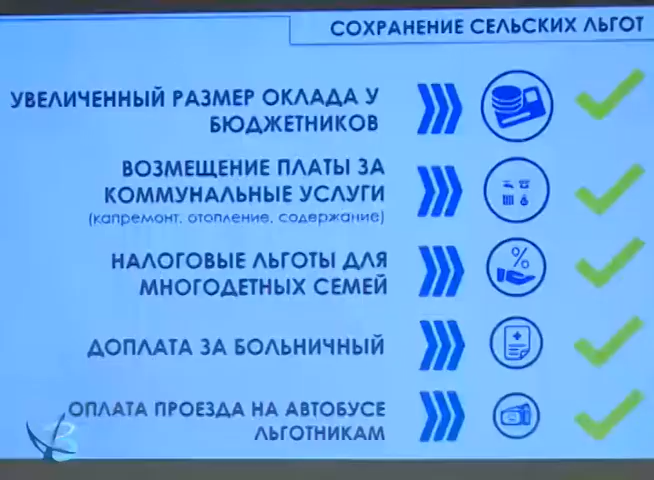 СОХРАНЕНИЕ СЕЛЬСКИХ ЛЬГОТ
УВЕЛИЧЕННЫЙ РАЗМЕР ОКЛАДА У
БЮДЖЕТНИКОВ
ВОЗМЕЩЕНИЕ ПЛАТЫ ЗА
КОММУНАЛЬНЫЕ УСЛУГИ
(капремонт, отопление, содержание)
НАЛОГОВЫЕ ЛЬГОТЫ ДЛЯ
МНОГОДЕТНЫХ СЕМЕЙ
ДОПЛАТА ЗА БОЛЬНИЧНЫЙ
ОПЛАТА ПРОЕЗДА НА АВТОБУСЕ
ЛЬГОТНИКАМ